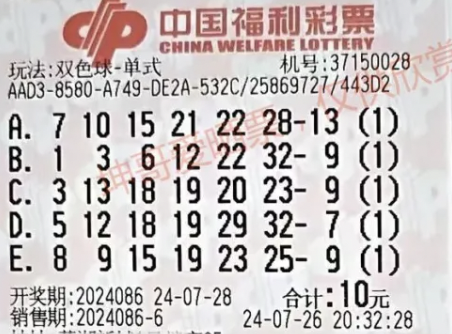 中国福利彩票
CHINA WELFARE LOTTERY
玩法:双色球-单式 机号:37150028
AAD3-8580-A749-DE2A-532C/25869727/443D2
A. 7 10 15 21 22 28-13 (1)
B. 1 3 6 12 22 32- 9 (1)
C. 3 13 18 19 20 23- 9 (1)
D. 5 12 18 19 29 32- 7 (1)
E. 8 9 15 19 23 25- 9 (1)
开奖期:2024086 24-07-28 合计:10元
销售期:2024086-6 24-07-26 20:32:28